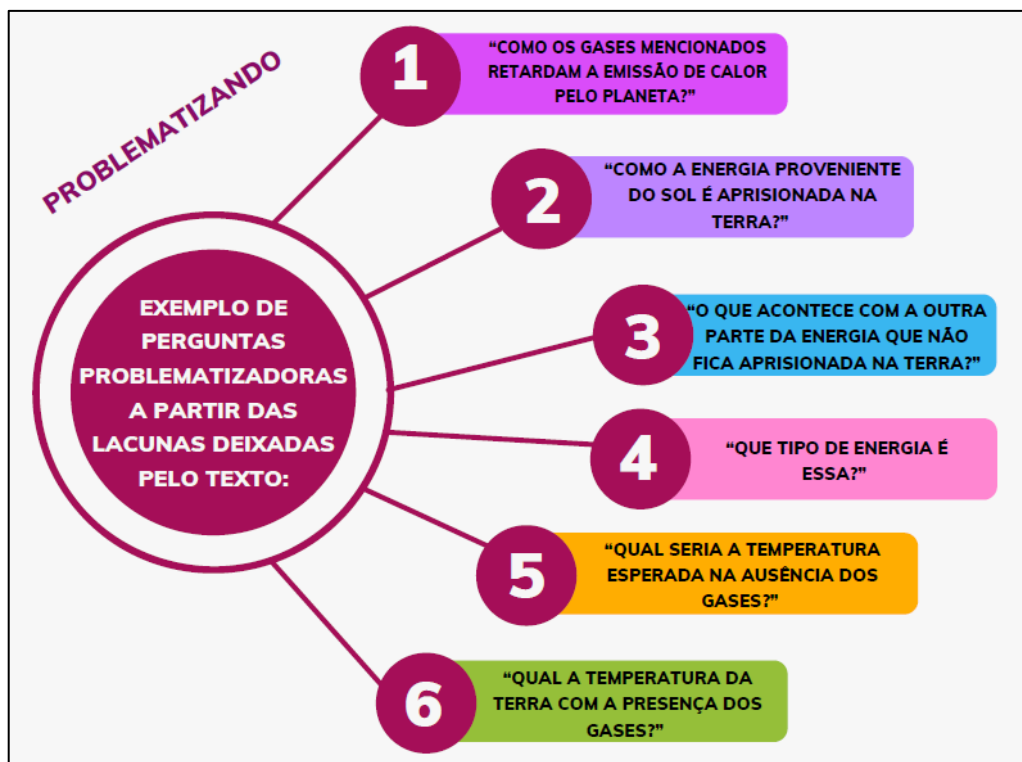 PROBLEMATIZANDO
EXEMPLO DE
PERGUNTAS
PROBLEMATIZADORAS
A PARTIR DAS
LACUNAS DEIXADAS
PELO TEXTO:
1
“COMO OS GASES MENCIONADOS
RETARDAM A EMISSÃO DE CALOR
PELO PLANETA?”
2
“COMO A ENERGIA PROVENIENTE
DO SOL É APRISIONADA NA
TERRA?”
3
“O QUE ACONTECE COM A OUTRA
PARTE DA ENERGIA QUE NÃO
FICA APRISIONADA NA TERRA?”
4
“QUE TIPO DE ENERGIA É
ESSA?”
5
“QUAL SERIA A TEMPERATURA
ESPERADA NA AUSÊNCIA DOS
GASES?”
6
“QUAL A TEMPERATURA DA
TERRA COM A PRESENÇA DOS
GASES?”